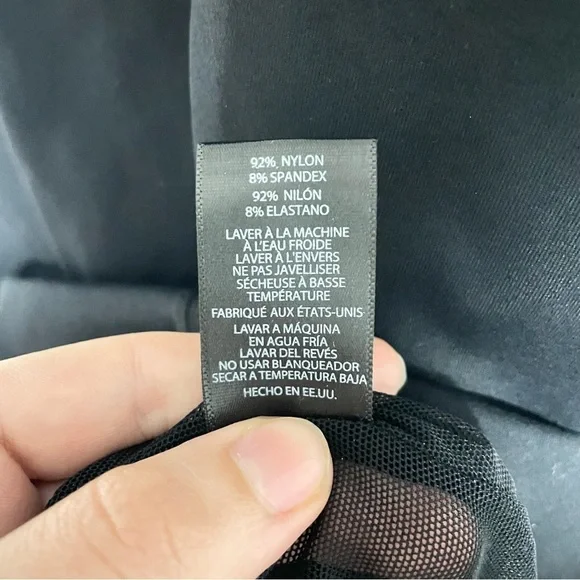 92% NYLON
8% SPANDEX
92% NILÓN
8% ELASTANO
LAVER À LA MACHINE
À L'EAU FROIDE
LAVER À L'ENVERS
NE PAS JAVELLISER
SÉCHEUSE À BASSE
TEMPÉRATURE
FABRIQUÉ AUX ÉTATS-UNIS
LAVAR A MÁQUINA
EN AGUA FRÍA
LAVAR DEL REVÉS
NO USAR BLANQUEADOR
SECAR A TEMPERATURA BAJA
HECHO EN EE.UU.